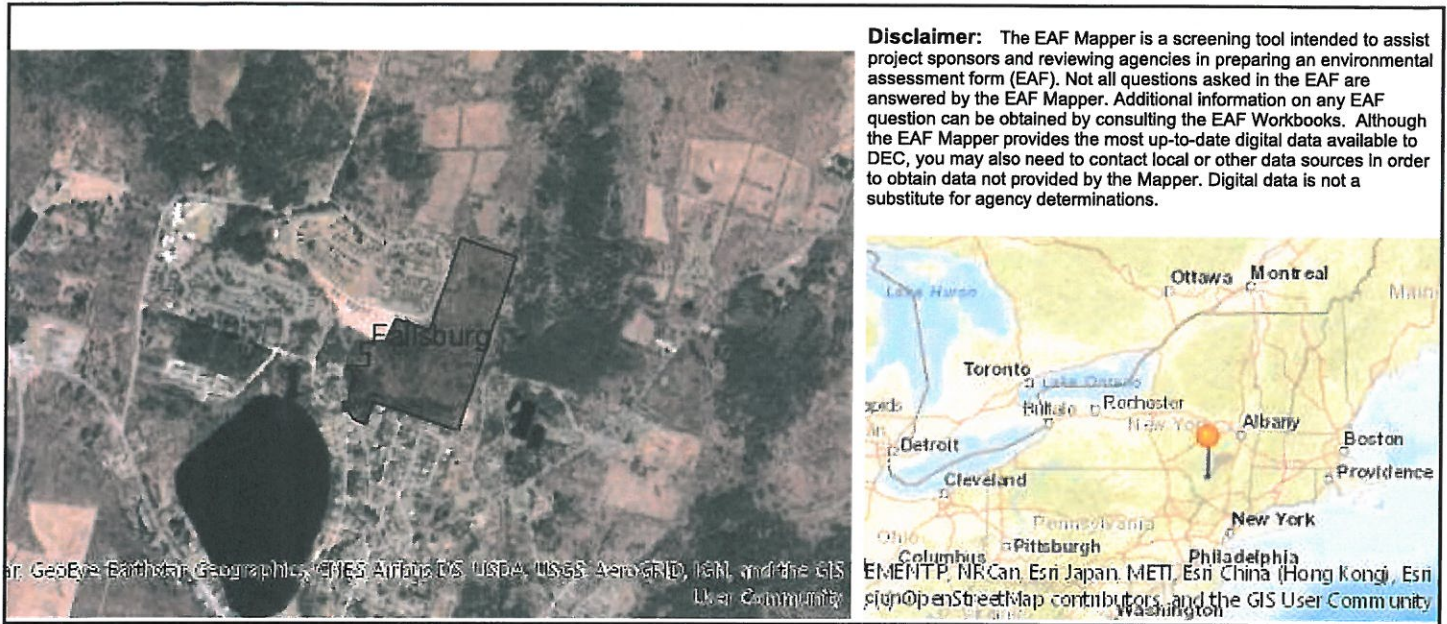 Disclaimer: The EAF Mapper is a screening tool intended to assist
project sponsors and reviewing agencies in preparing an environmental
assessment form (EAF). Not all questions asked in the EAF are
answered by the EAF Mapper. Additional information on any EAF
question can be obtained by consulting the EAF Workbooks. Although
the EAF Mapper provides the most up-to-date digital data available to
DEC, you may also need to contact local or other data sources in order
to obtain data not provided by the Mapper. Digital data is not a
substitute for agency determinations.
Fallsburg
ar, GeoEye, Earthstar Geographics, CNES/Airbus DS, USDA, USGS, AeroGRID, IGN, and the GIS
User Community
Ottawa Montreal
Lake Huron
Toronto
Lake Ontario
Buffalo Rochester
New York
Albany
Detroit
Boston
Cleveland
Providence
Pennsylvania
New York
Ohio
Pittsburgh
Columbus
Philadelphia
EMENT P, NRCan, Esri Japan, METI, Esri China (Hong Kong), Esri
OpenStreetMap contributors, and the GIS User Community
Washington